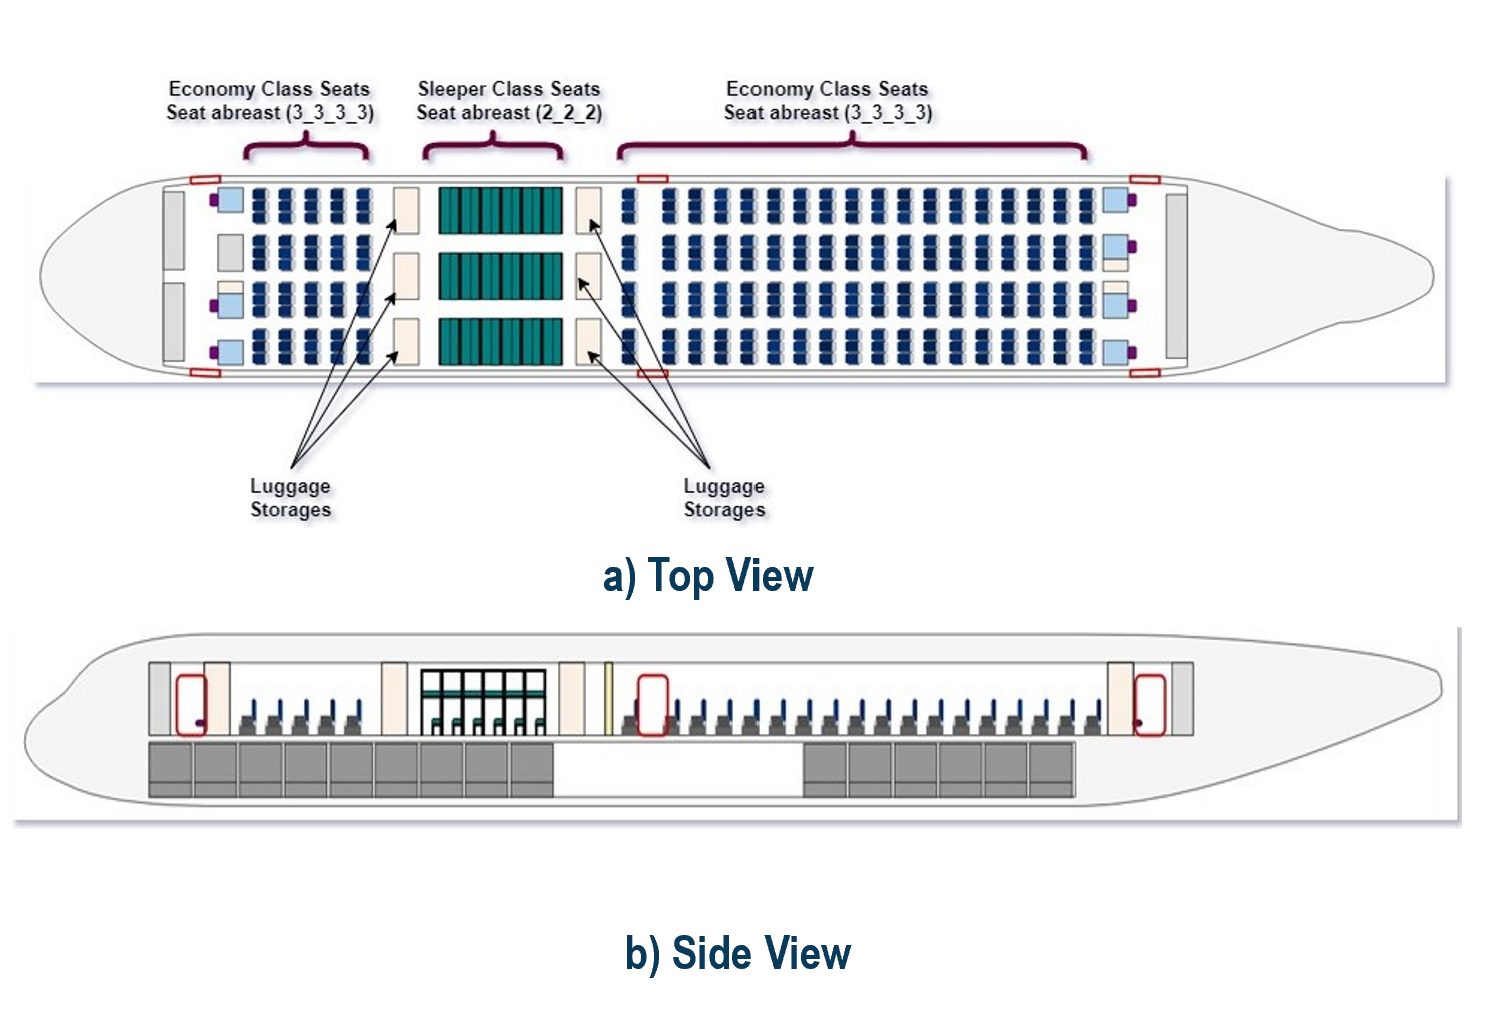 Economy Class Seats
Seat abreast (3_3_3_3)
Sleeper Class Seats
Seat abreast (2_2_2)
Economy Class Seats
Seat abreast (3_3_3_3)
Luggage
Storages
Luggage
Storages
a) Top View
b) Side View